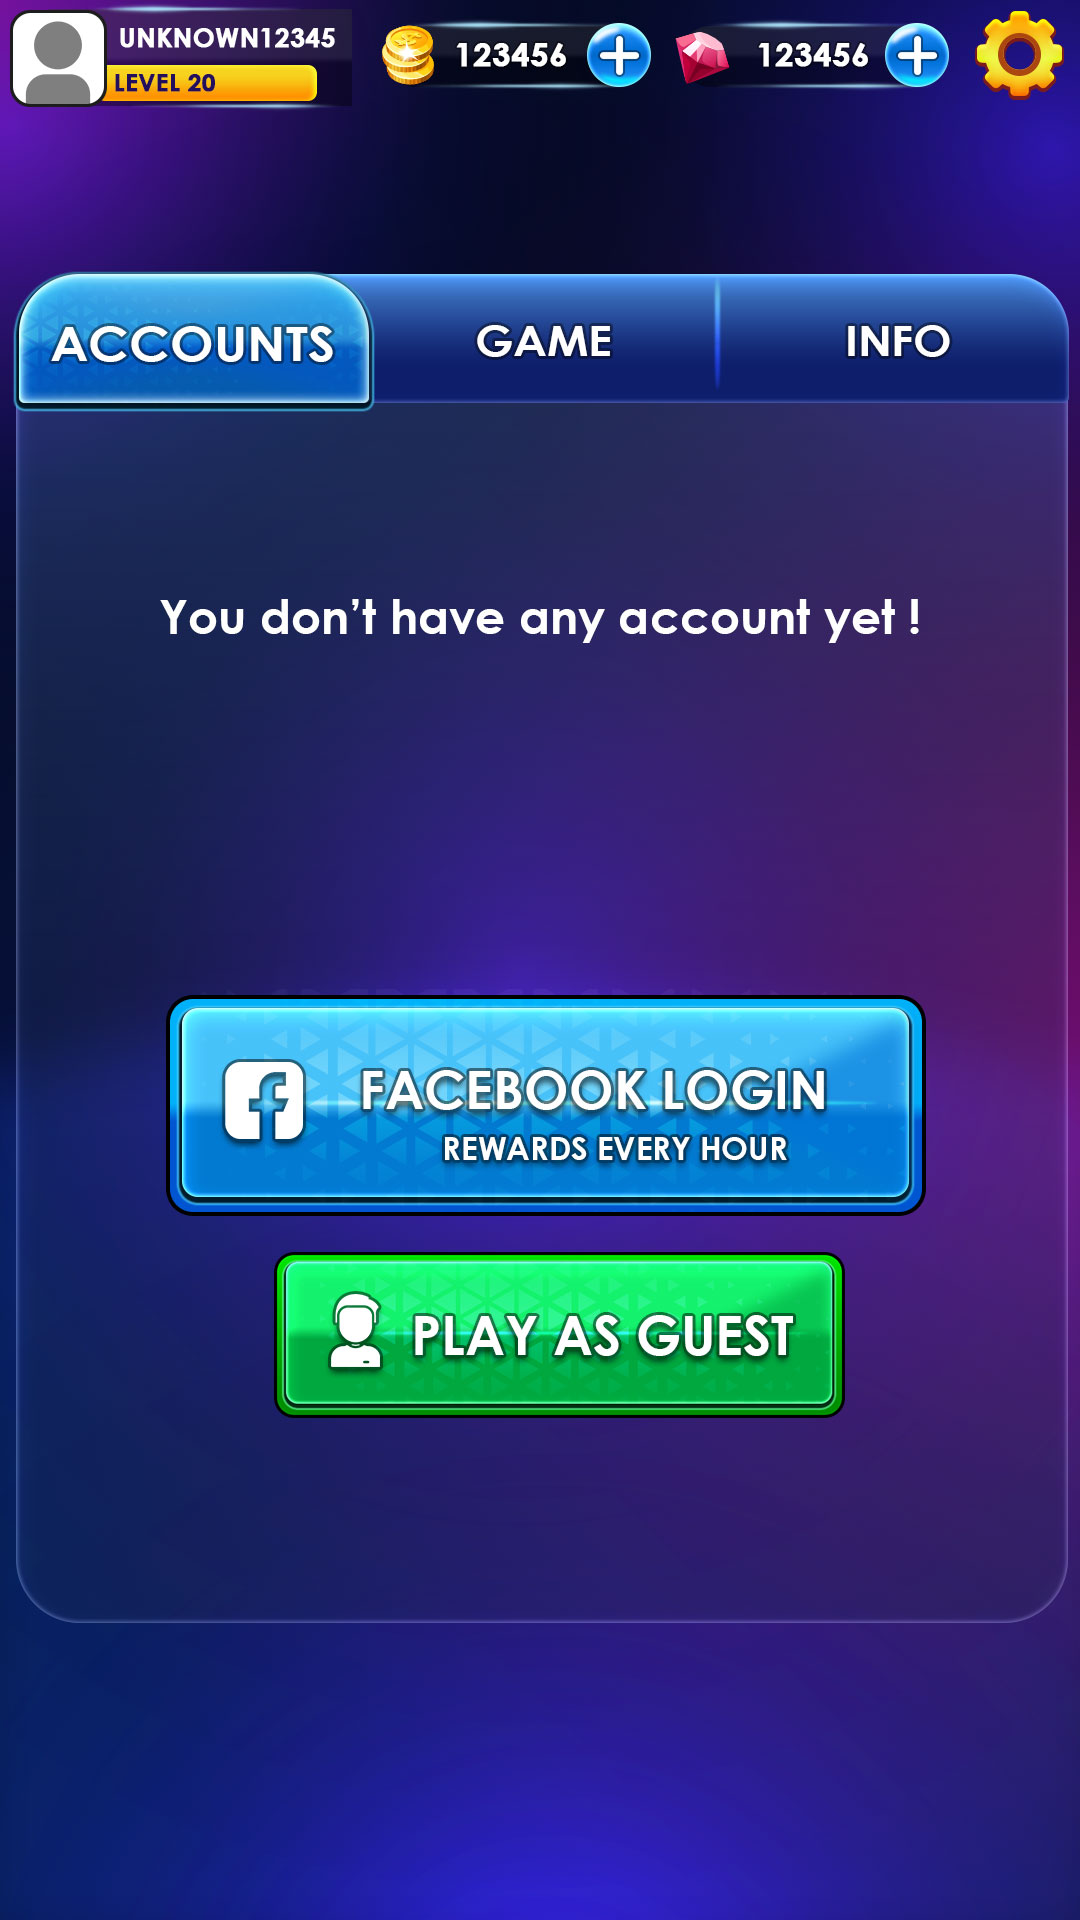 UNKNOWN12345
LEVEL 20
123456
123456
ACCOUNTS
GAME
INFO
You don’t have any account yet !
FACEBOOK LOGIN
REWARDS EVERY HOUR
PLAY AS GUEST